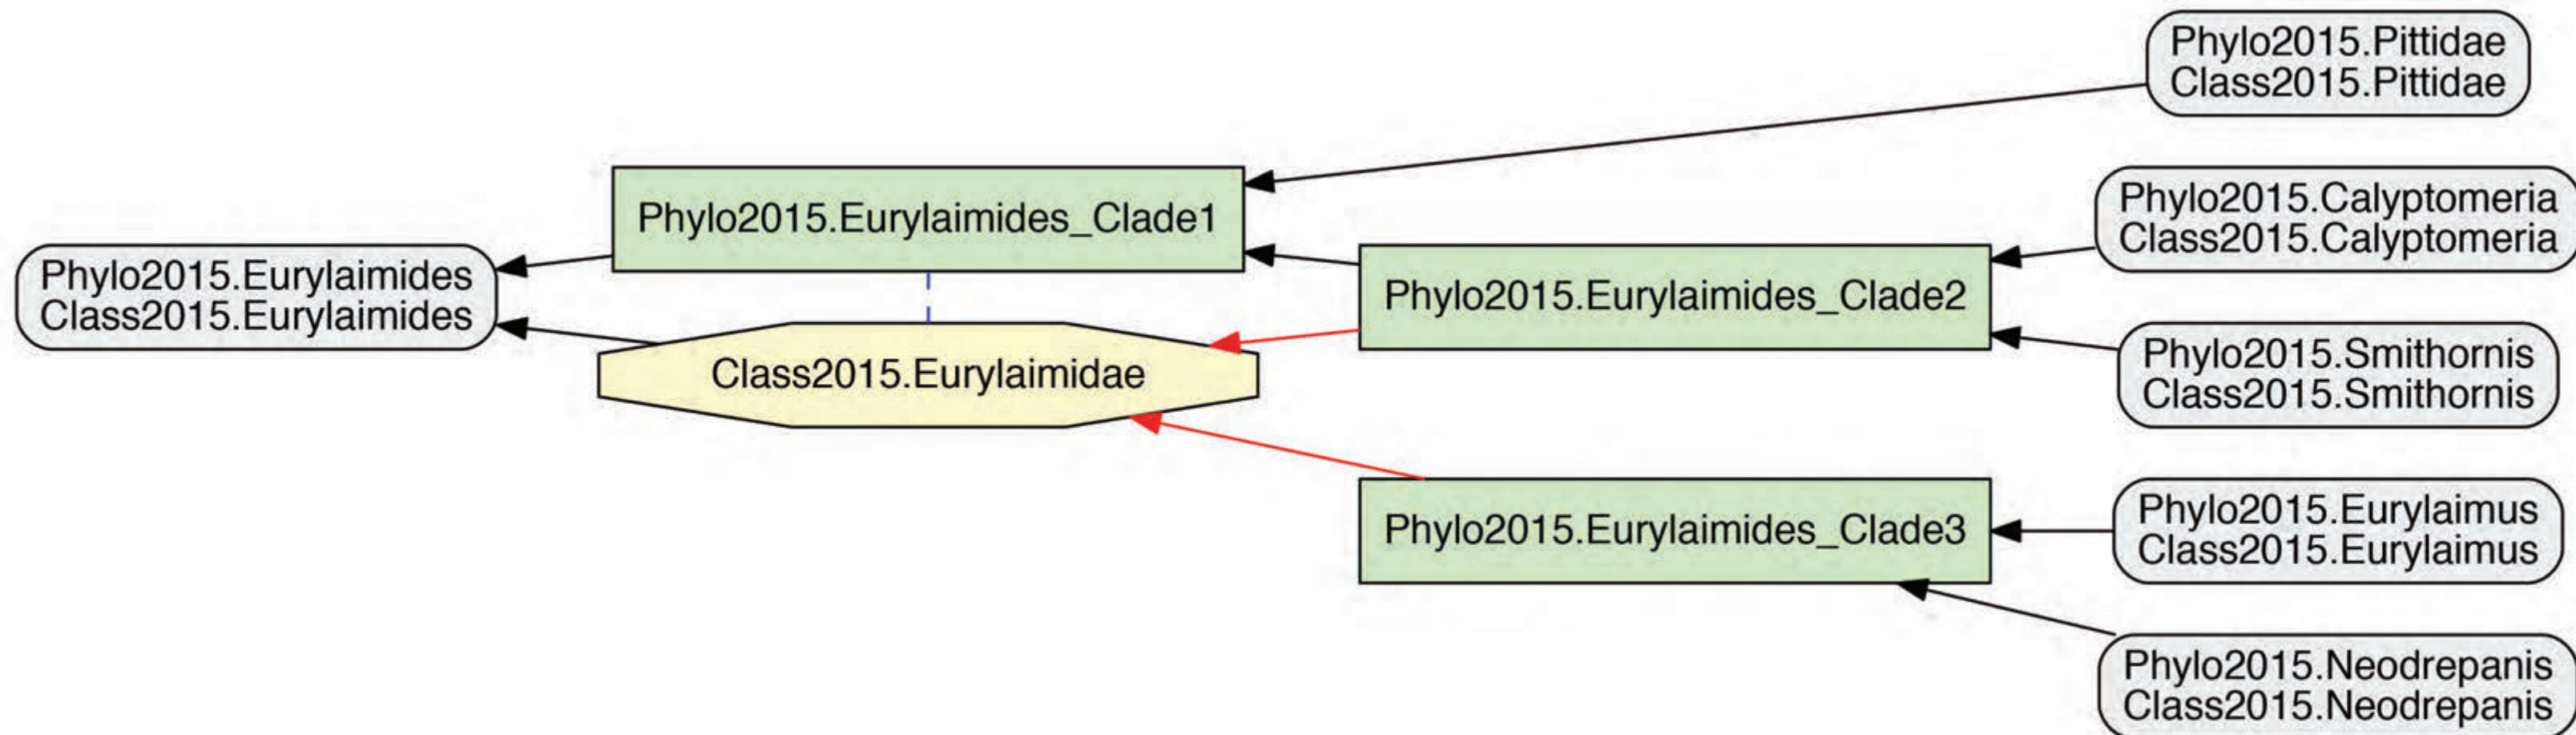 Phylo2015.Pittidae
Class2015.Pittidae
Phylo2015.Calyptomeria
Class2015.Calyptomeria
Phylo2015.Eurylaimides_Clade1
Phylo2015.Eurylaimides
Class2015.Eurylaimides
Phylo2015.Eurylaimides_Clade2
Class2015.Eurylaimidae
Phylo2015.Smithornis
Class2015.Smithornis
Phylo2015.Eurylaimides_Clade3
Phylo2015.Eurylaimus
Class2015.Eurylaimus
Phylo2015.Neodrepanis
Class2015.Neodrepanis